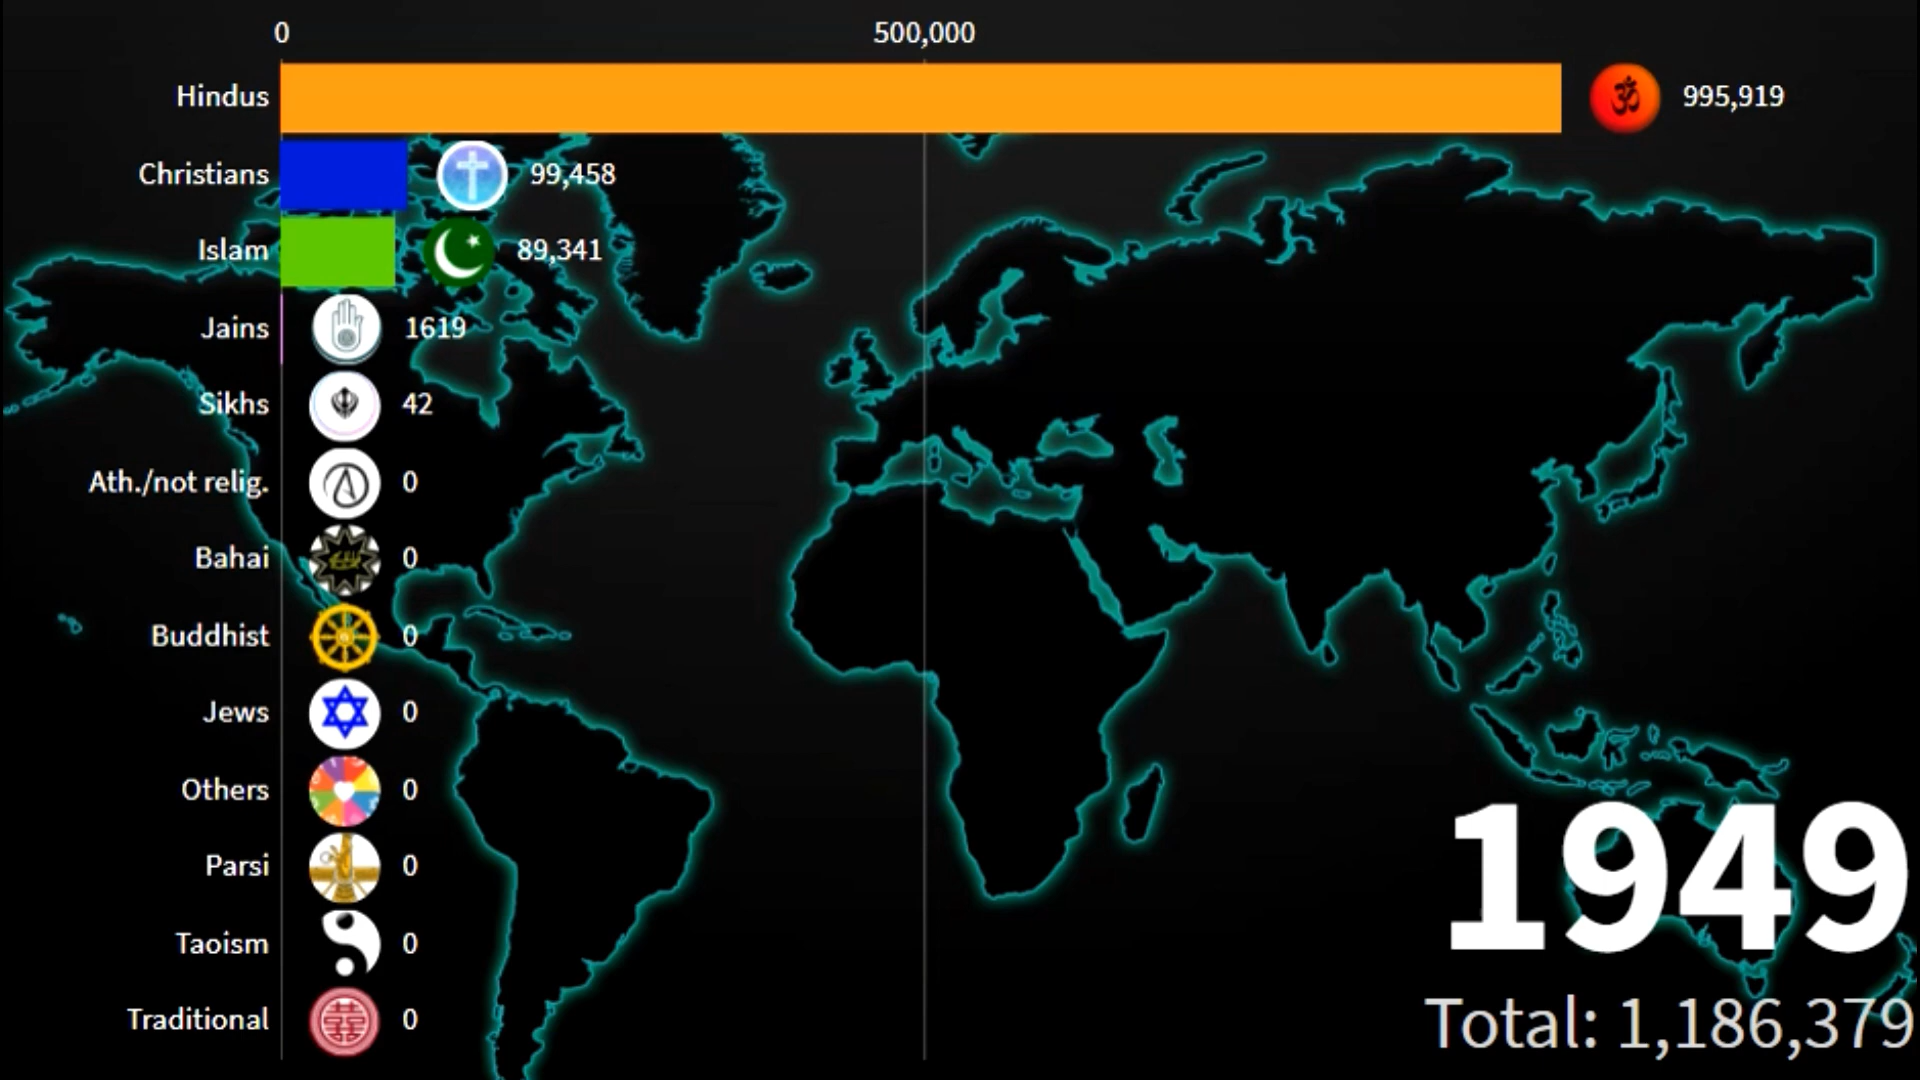 0 500,000
Hindus ॐ 995,919
Christians 99,458
Islam 89,341
Jains 1619
Sikhs 42
Ath./not relig. 0
Bahai 0
Buddhist 0
Jews 0
Others 0
Parsi 0
Taoism 0
Traditional 0
1949
Total: 1,186,379